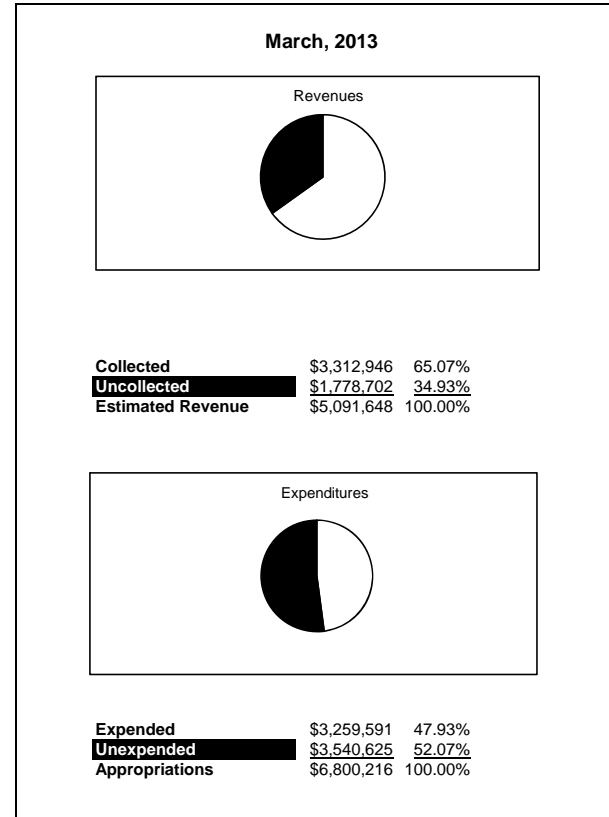 March, 2013
Revenues
Collected $3,312,946 65.07%
Uncollected $1,778,702 34.93%
Estimated Revenue $5,091,648 100.00%
Expenditures
Expended $3,259,591 47.93%
Unexpended $3,540,625 52.07%
Appropriations $6,800,216 100.00%